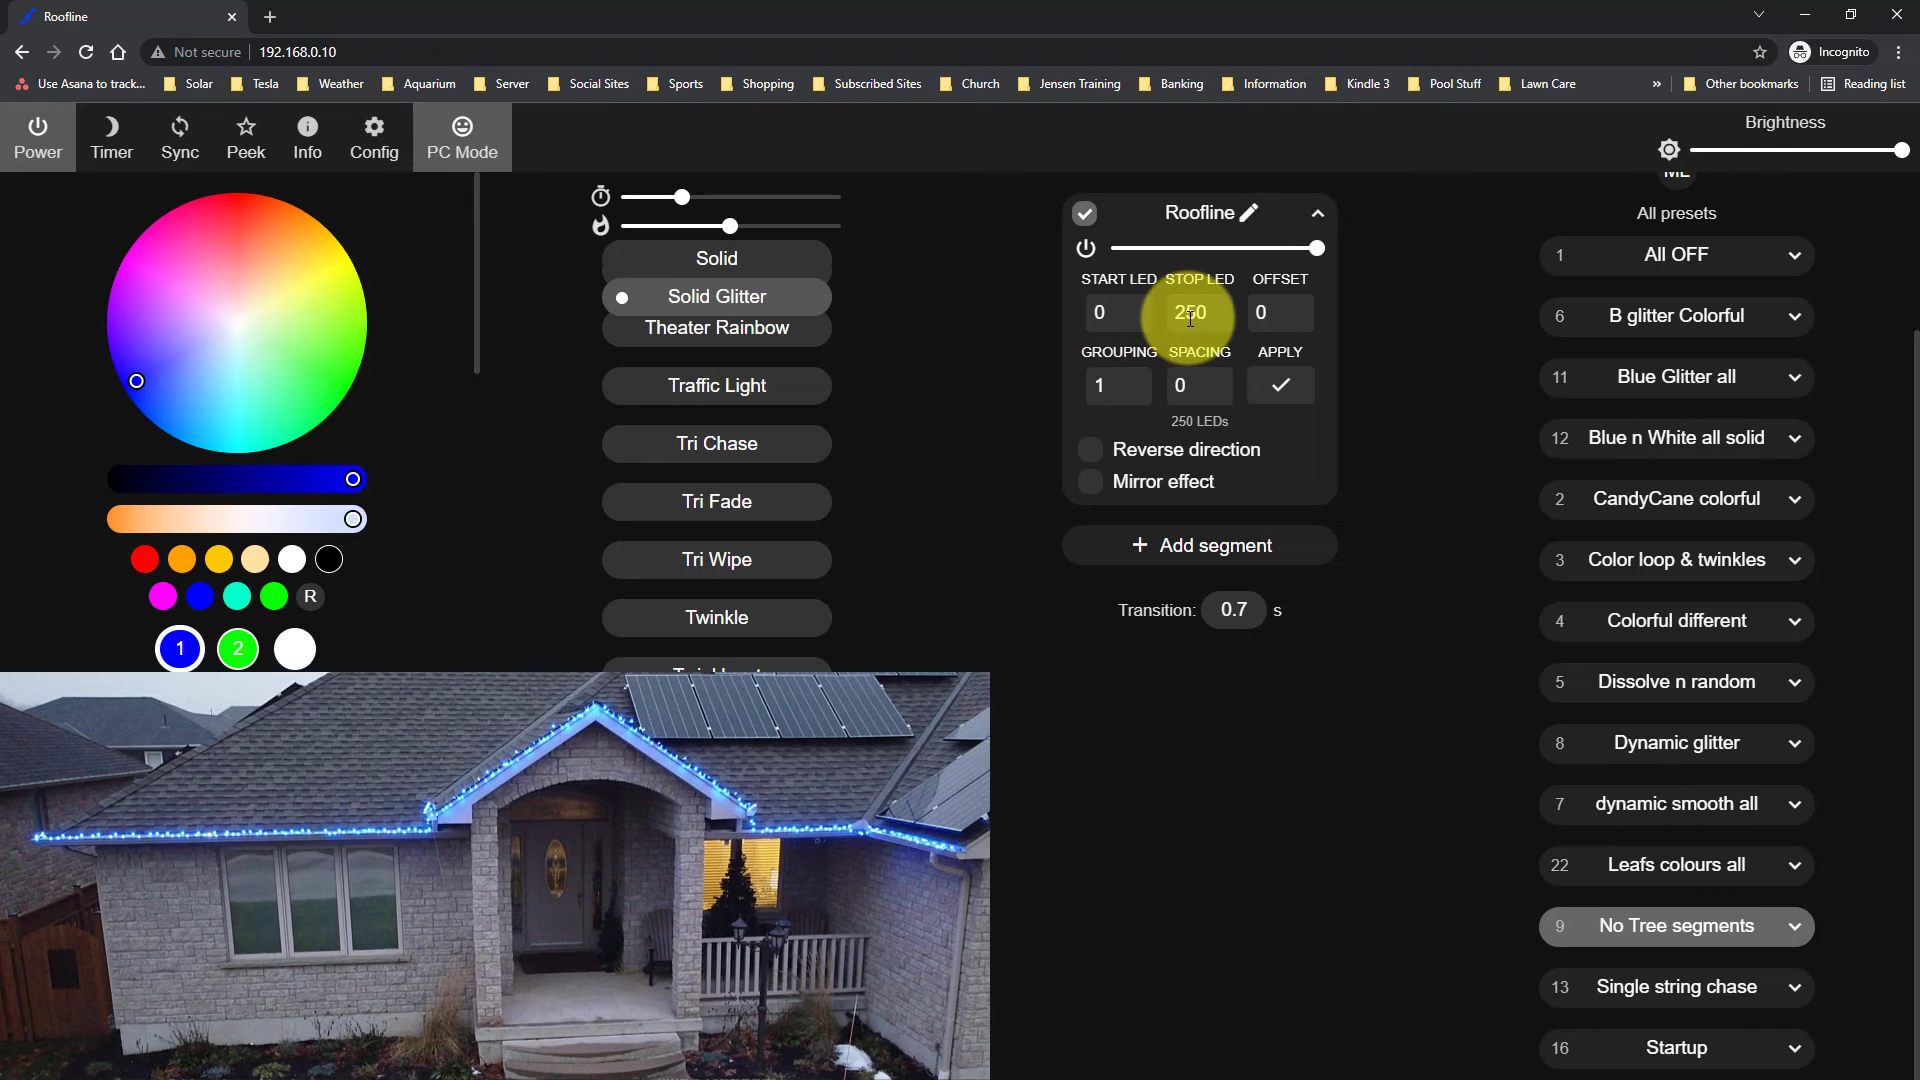 Roofline
Not secure 192.168.0.10
Incognito
Use Asana to track...
Solar
Tesla
Weather
Aquarium
Server
Social Sites
Sports
Shopping
Subscribed Sites
Church
Jensen Training
Banking
Information
Kindle 3
Pool Stuff
Lawn Care
»
Other bookmarks
Reading list
Power
Timer
Sync
Peek
Info
Config
PC Mode
Brightness
R
1
2
Solid
Solid Glitter
Theater Rainbow
Traffic Light
Tri Chase
Tri Fade
Tri Wipe
Twinkle
Roofline
START LED STOP LED OFFSET
0 250 0
GROUPING SPACING APPLY
1 0
250 LEDs
Reverse direction
Mirror effect
+ Add segment
Transition: 0.7 s
All presets
1 All OFF
6 B glitter Colorful
11 Blue Glitter all
12 Blue n White all solid
2 CandyCane colorful
3 Color loop & twinkles
4 Colorful different
5 Dissolve n random
8 Dynamic glitter
7 dynamic smooth all
22 Leafs colours all
9 No Tree segments
13 Single string chase
16 Startup